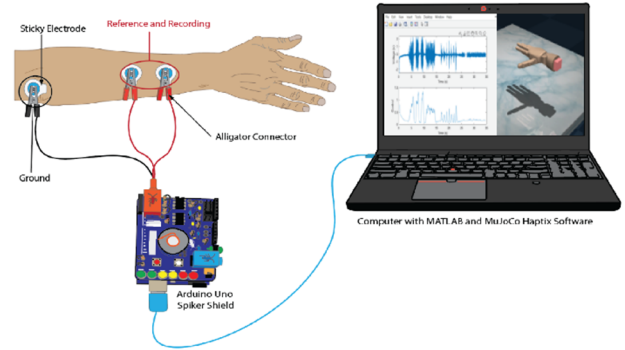 Sticky Electrode
Reference and Recording
Alligator Connector
Ground
Computer with MATLAB and MuJoCo Haptix Software
Arduino Uno
Spiker Shield